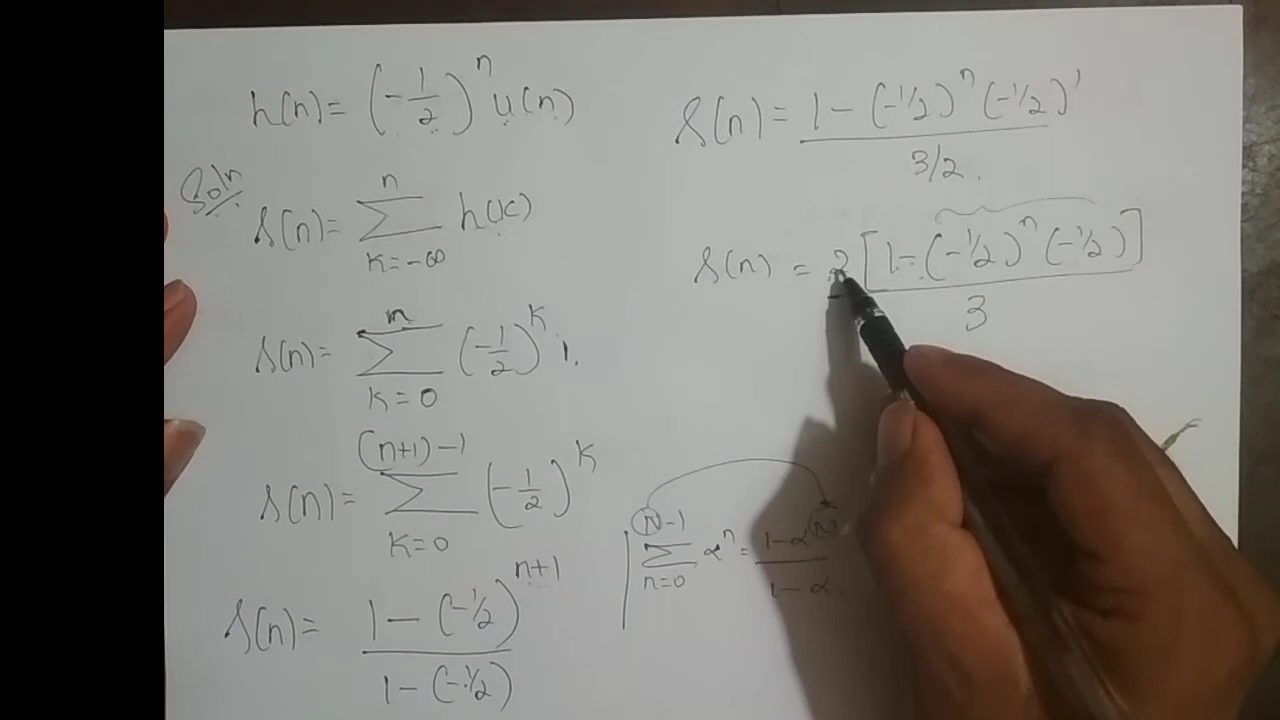 h(n) = (-1/2)^n u(n)
Soln
s(n) = Σ_{k=-∞}^{n} h(k)
s(n) = Σ_{k=0}^{n} (-1/2)^k 1.
s(n) = Σ_{k=0}^{(n+1)-1} (-1/2)^k
s(n) = (1-(-1/2)^{n+1})/(1-(-1/2))
Σ_{n=0}^{N-1} α^n = (1-α^N)/(1-α)
s(n) = (1-(-1/2)^n (-1/2)^1)/(3/2).
s(n) = 2[1-(-1/2)^n (-1/2)]/3